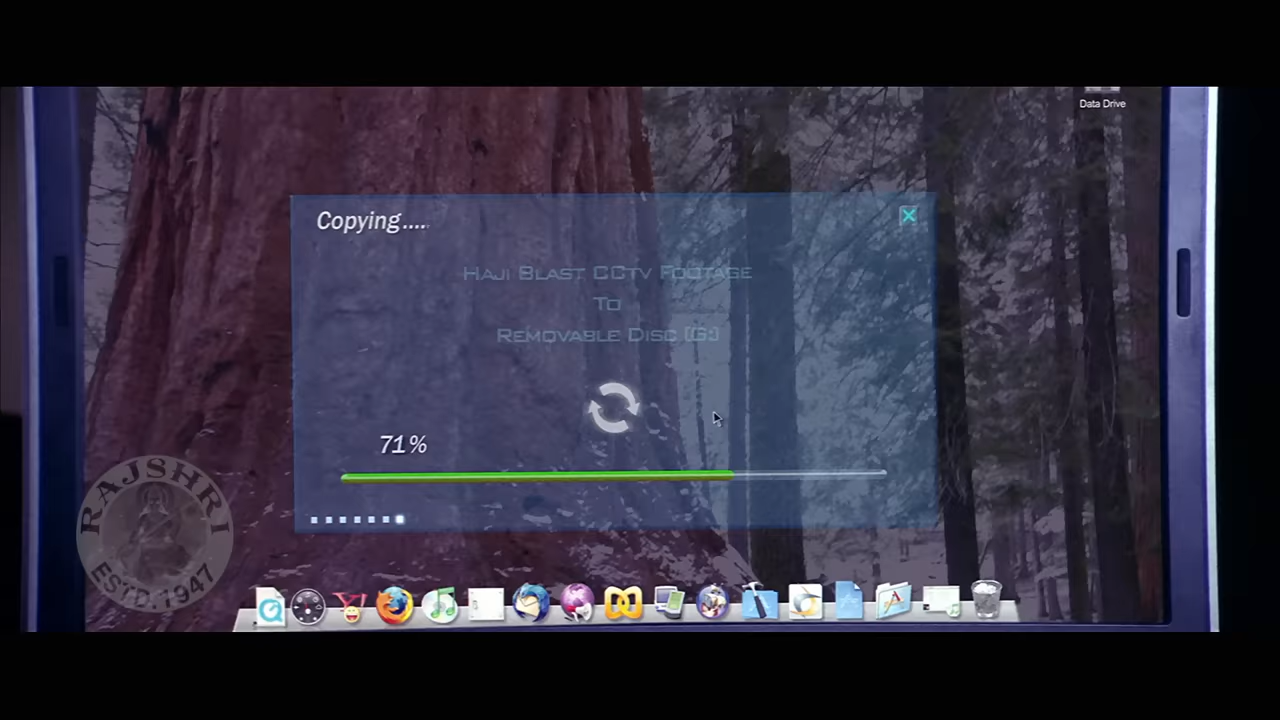 Data Drive
Copying....
HAJI BLAST CCTV FOOTAGE
TO
REMOVABLE DISC (G:)
71%
RAJSHRI
ESTD.1947